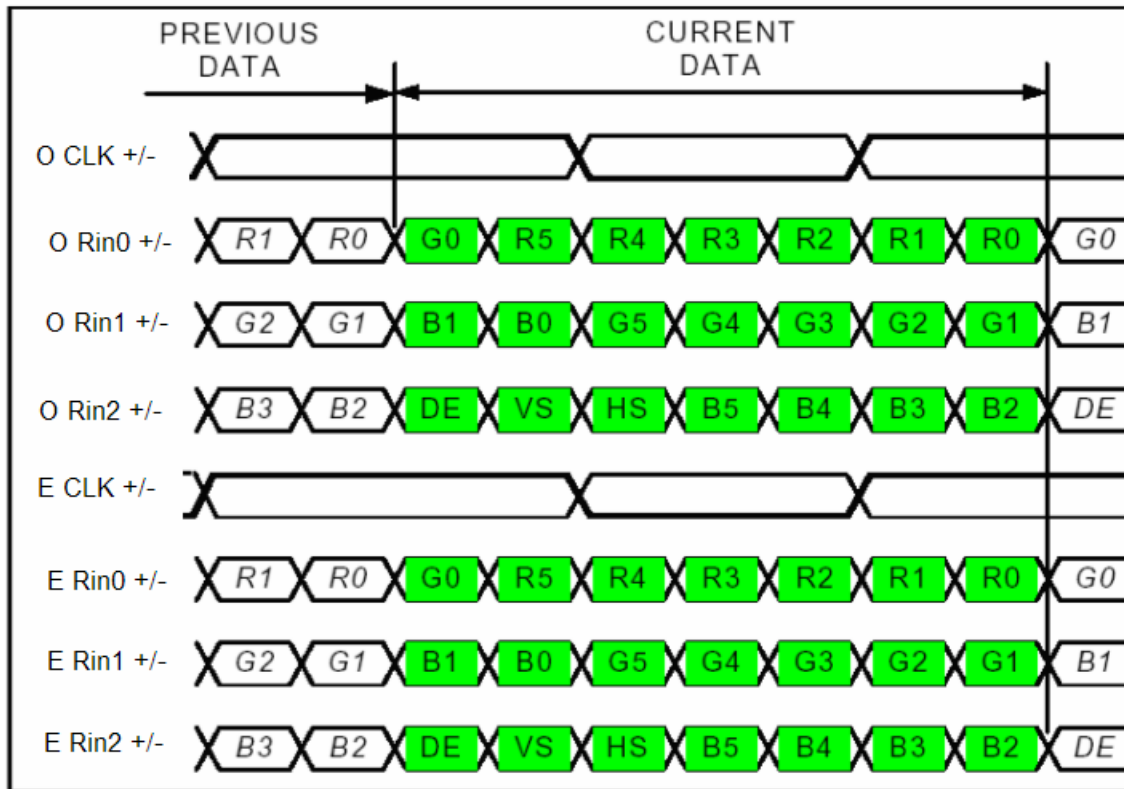 PREVIOUS DATA
CURRENT DATA
O CLK +/-
O Rin0 +/- R1 R0 G0 R5 R4 R3 R2 R1 R0 G0
O Rin1 +/- G2 G1 B1 B0 G5 G4 G3 G2 G1 B1
O Rin2 +/- B3 B2 DE VS HS B5 B4 B3 B2 DE
E CLK +/-
E Rin0 +/- R1 R0 G0 R5 R4 R3 R2 R1 R0 G0
E Rin1 +/- G2 G1 B1 B0 G5 G4 G3 G2 G1 B1
E Rin2 +/- B3 B2 DE VS HS B5 B4 B3 B2 DE